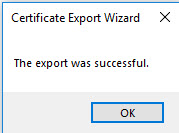 Certificate Export Wizard
The export was successful.
OK